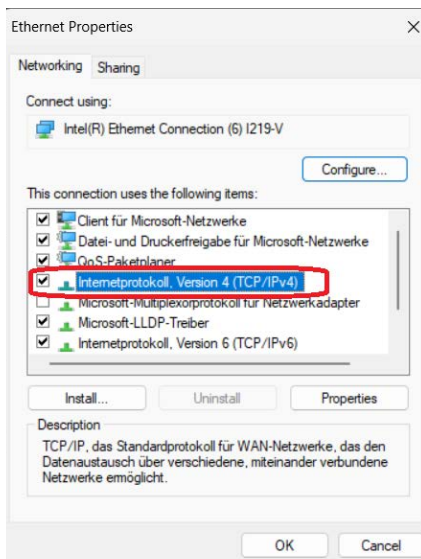 Ethernet Properties
Networking Sharing
Connect using:
Intel(R) Ethernet Connection (6) I219-V
Configure...
This connection uses the following items:
Client für Microsoft-Netzwerke
Datei- und Druckerfreigabe für Microsoft-Netzwerke
QoS-Paketplaner
Internetprotokoll, Version 4 (TCP/IPv4)
Microsoft-Multiplexorprotokoll für Netzwerkadapter
Microsoft-LLDP-Treiber
Internetprotokoll, Version 6 (TCP/IPv6)
Install... Uninstall Properties
Description
TCP/IP, das Standardprotokoll für WAN-Netzwerke, das den
Datenaustausch über verschiedene, miteinander verbundene
Netzwerke ermöglicht.
OK Cancel